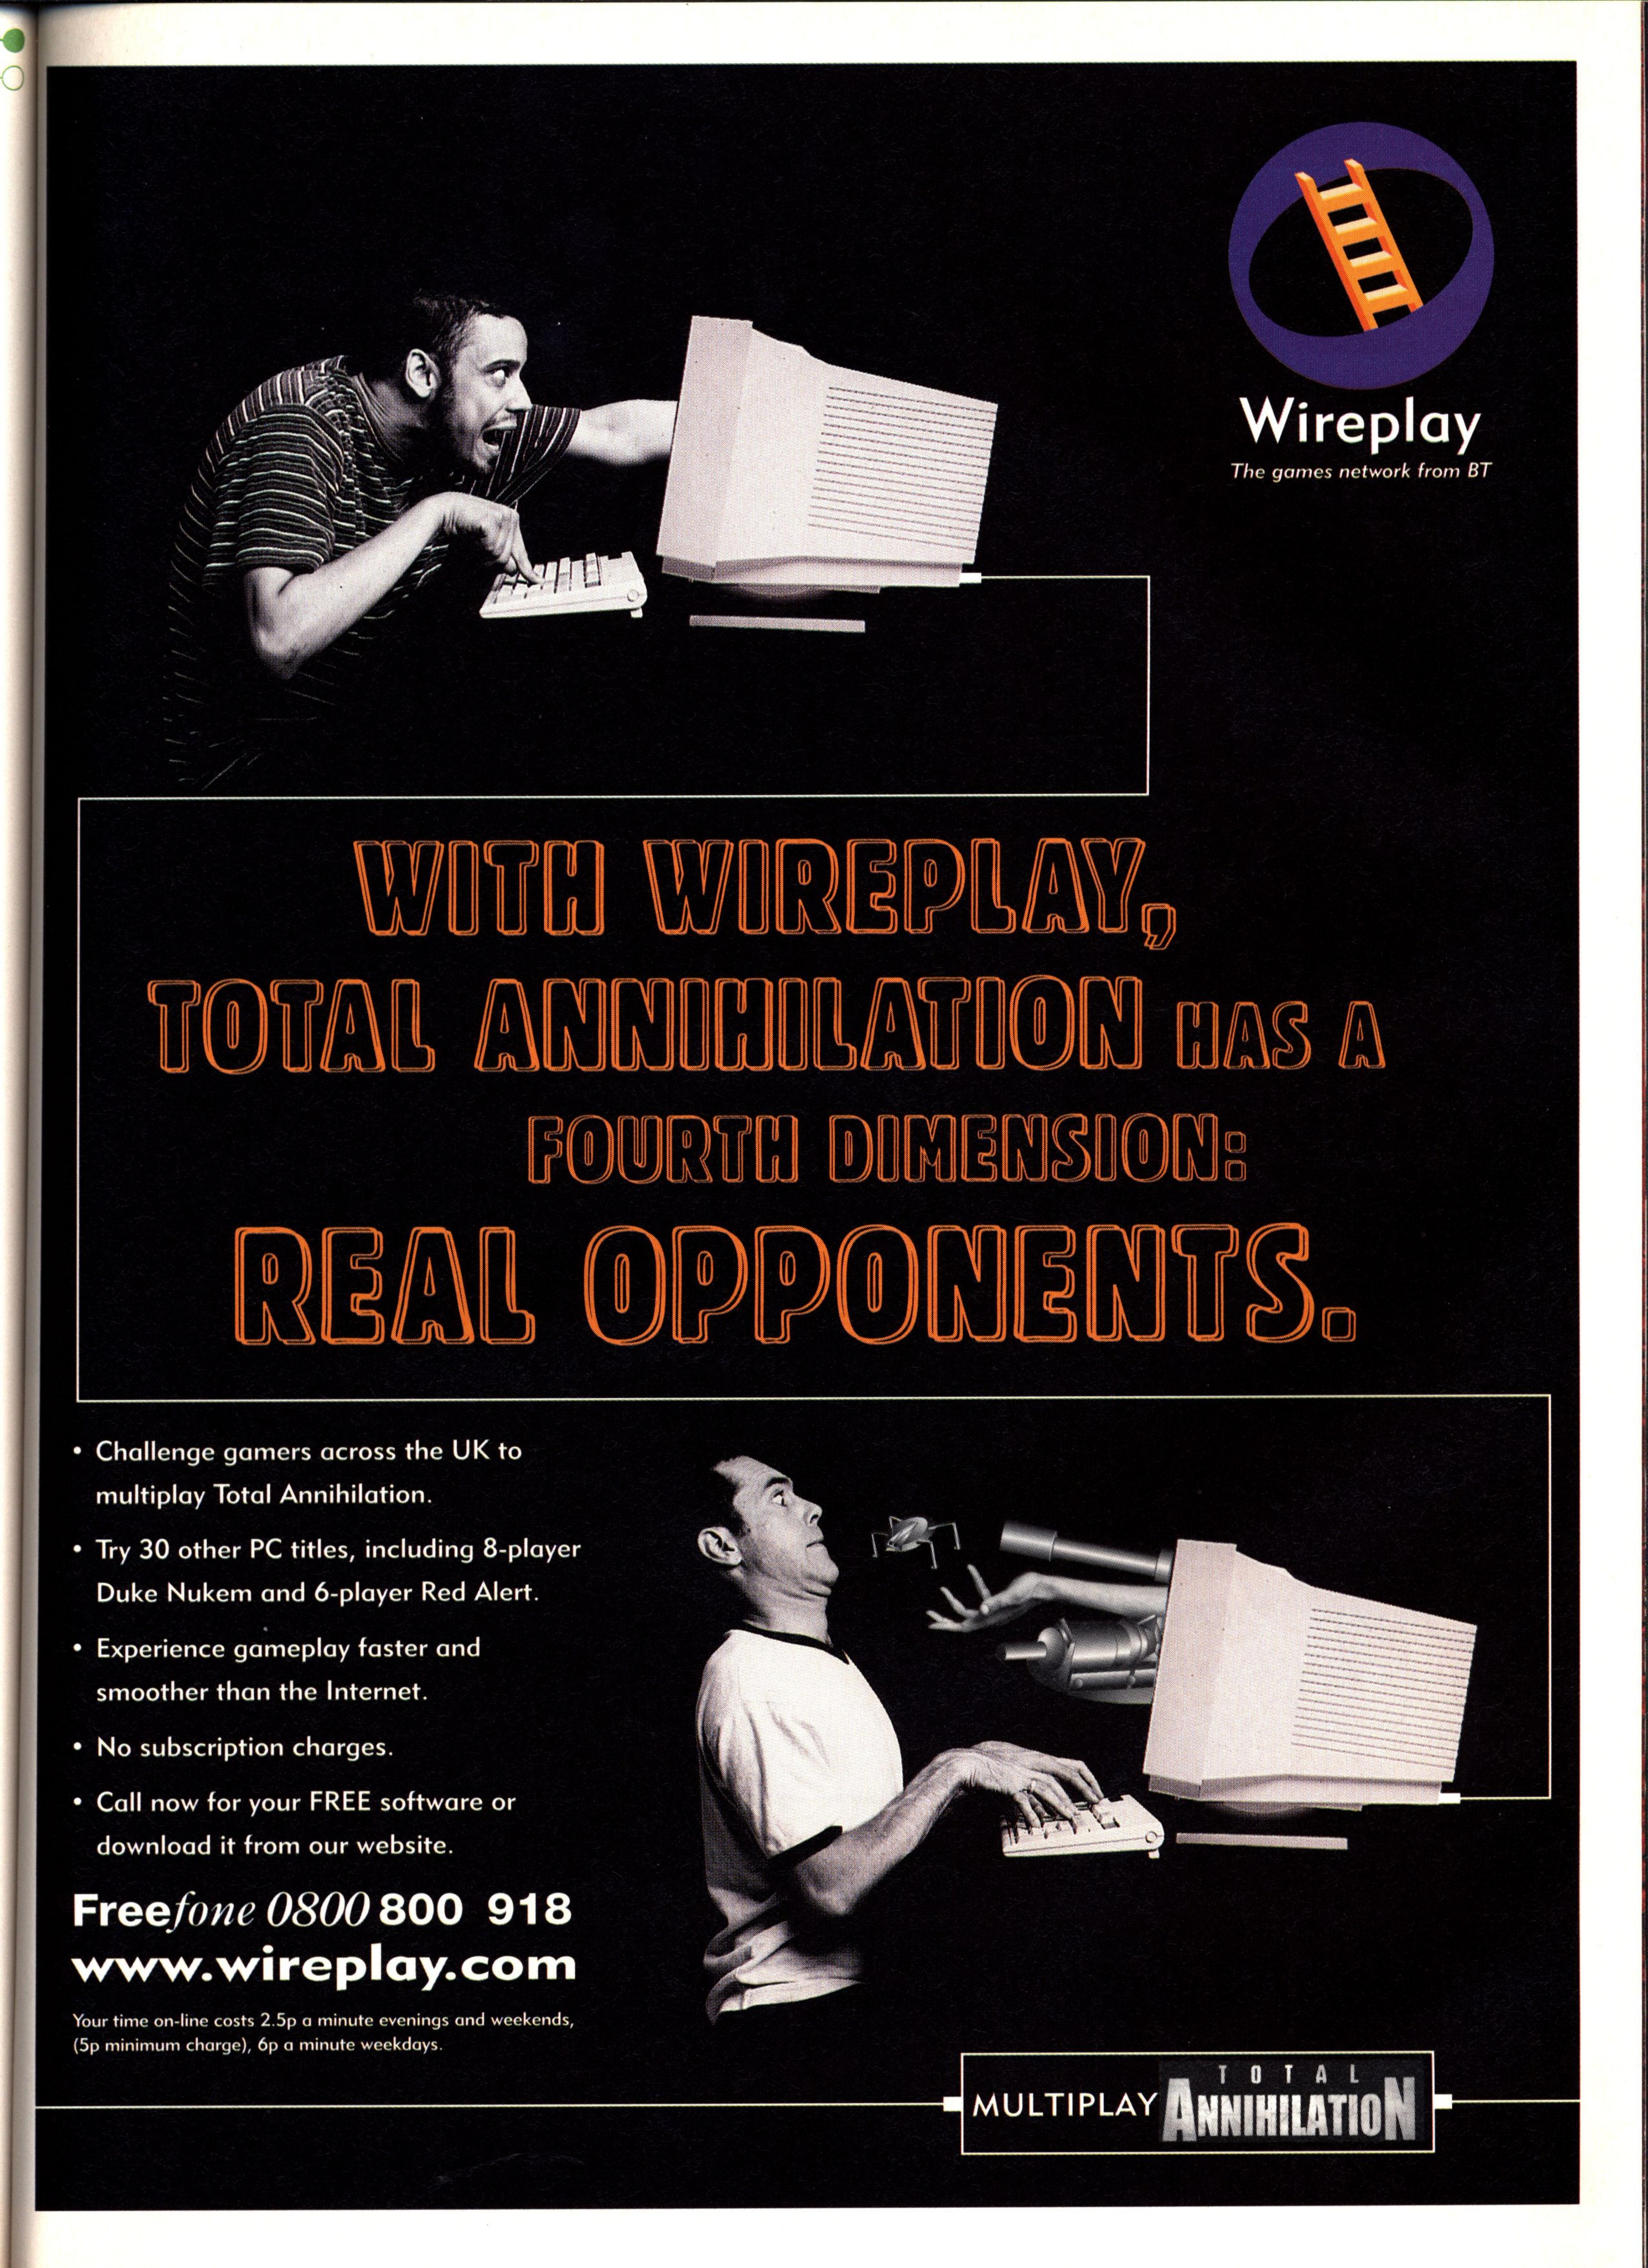 Wireplay
The games network from BT
WITH WIREPLAY,
TOTAL ANNIHILATION HAS A
FOURTH DIMENSION:
REAL OPPONENTS.
• Challenge gamers across the UK to
multiplay Total Annihilation.
• Try 30 other PC titles, including 8-player
Duke Nukem and 6-player Red Alert.
• Experience gameplay faster and
smoother than the Internet.
• No subscription charges.
• Call now for your FREE software or
download it from our website.
Freefone 0800 800 918
www.wireplay.com
Your time on-line costs 2.5p a minute evenings and weekends,
(5p minimum charge), 6p a minute weekdays.
MULTIPLAY TOTAL
ANNIHILATION